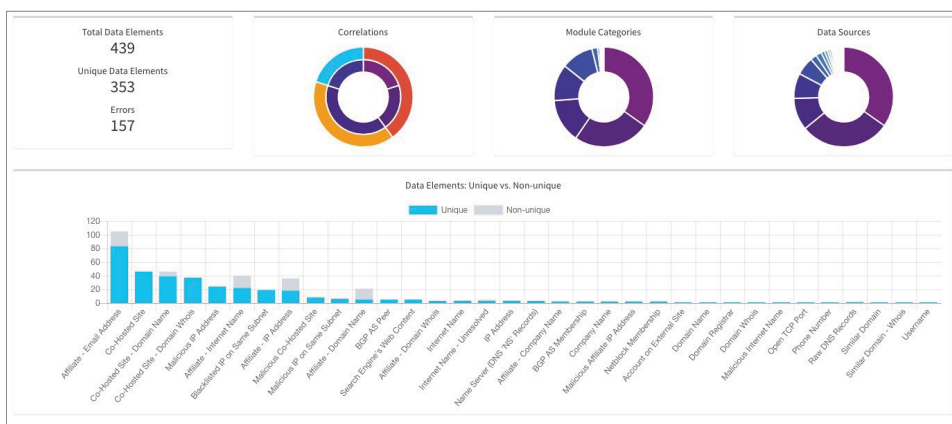 Total Data Elements
439
Unique Data Elements
353
Errors
157
Correlations
Module Categories
Data Sources
Data Elements: Unique vs. Non-unique
Unique
Non-unique
120
100
80
60
40
20
0
Affiliate - Email Address
Co-Hosted Site
Co-Hosted Site - Domain Name
Co-Hosted Site - Domain Whois
Malicious IP Address
Affiliate - Internet Name
Blacklisted IP on Same Subnet
Affiliate - IP Address
Malicious Co-Hosted Site
Malicious IP on Same Subnet
Affiliate - Domain Name
BGP AS Peer
Search Engine's Web Content
Affiliate - Domain Whois
Internet Name
Internet Name - Unresolved
IP Address
Name Server (DNS 'NS' Records)
Affiliate - Company Name
BGP AS Membership
Company Name
Malicious Affiliate IP Address
Netblock Membership
Account on External Site
Domain Name
Domain Registrar
Domain Whois
Malicious Internet Name
Open TCP Port
Phone Number
Raw DNS Records
Similar Domain
Similar Domain - Whois
Username